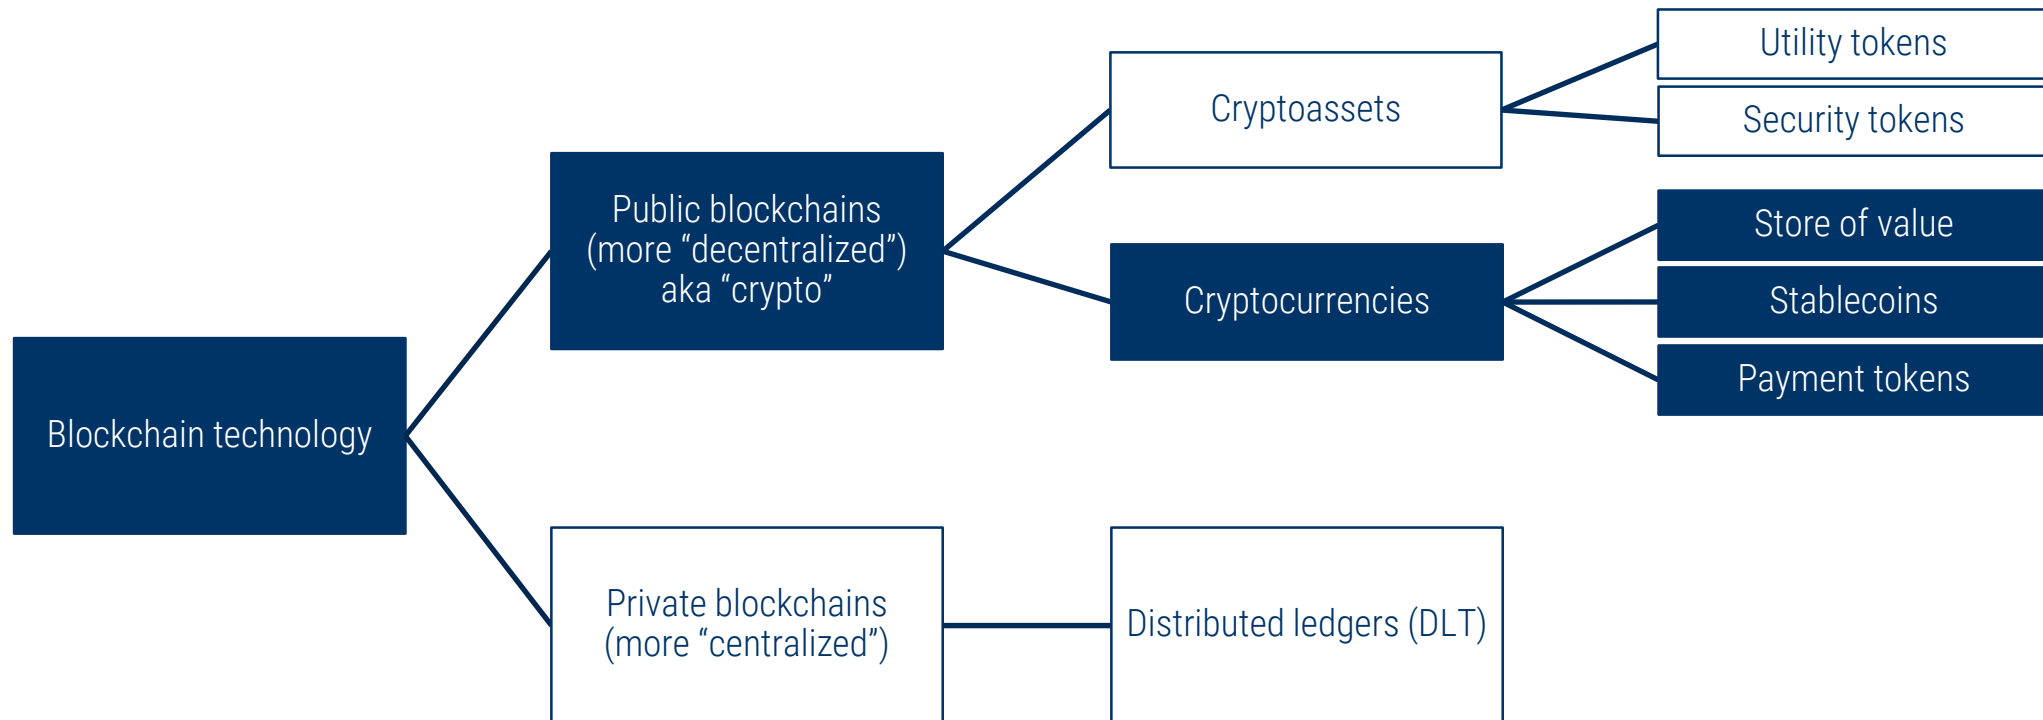 Blockchain technology
Public blockchains
(more “decentralized”)
aka “crypto”
Private blockchains
(more “centralized”)
Cryptoassets
Cryptocurrencies
Distributed ledgers (DLT)
Utility tokens
Security tokens
Store of value
Stablecoins
Payment tokens